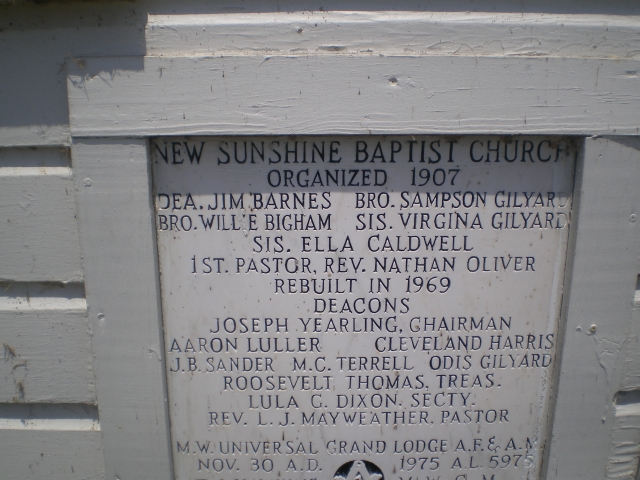 NEW SUNSHINE BAPTIST CHURCH
ORGANIZED 1907
DEA. JIM BARNES BRO. SAMPSON GILYARD
BRO. WILLIE BIGHAM SIS. VIRGINA GILYARD
SIS. ELLA CALDWELL
1ST. PASTOR, REV. NATHAN OLIVER
REBUILT IN 1969
DEACONS
JOSEPH YEARLING, CHAIRMAN
AARON LULLER CLEVELAND HARRIS
J.B. SANDER M.C. TERRELL ODIS GILYARD
ROOSEVELT THOMAS, TREAS.
LULA C. DIXON. SECTY.
REV. L. J. MAYWEATHER. PASTOR
M.W. UNIVERSAL GRAND LODGE A.F. & A.M.
NOV. 30 A.D. 1975 A.L. 5975